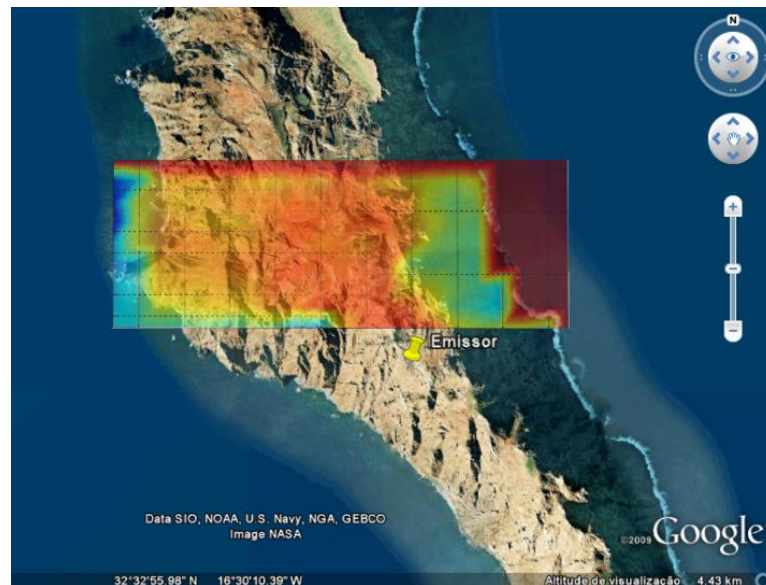 N
Emissor
Data SIO, NOAA, U.S. Navy, NGA, GEBCO
Image NASA
©2009 Google
32°32'55.98" N 16°30'10.39" W Altitude de visualização 4.43 km